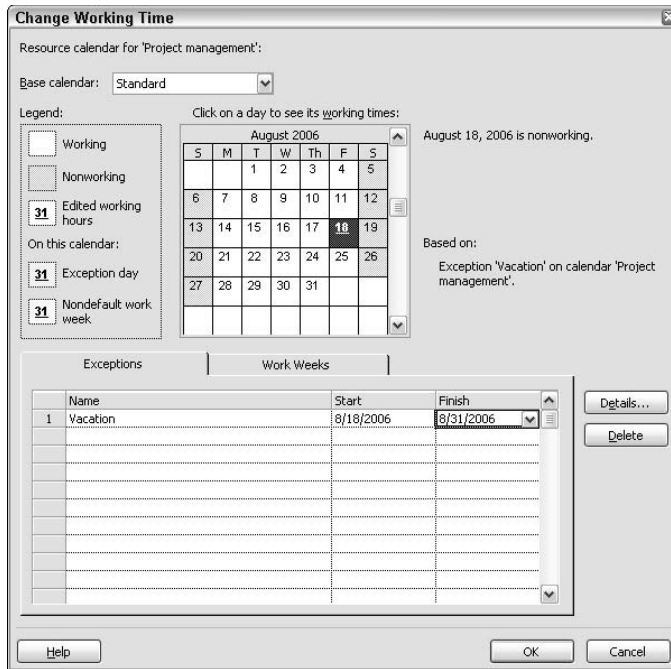 Change Working Time
Resource calendar for 'Project management':
Base calendar: Standard
Legend:
Working
Nonworking
31 Edited working hours
On this calendar:
31 Exception day
31 Nondefault work week
Click on a day to see its working times:
August 2006
S M T W Th F S
1 2 3 4 5
6 7 8 9 10 11 12
13 14 15 16 17 18 19
20 21 22 23 24 25 26
27 28 29 30 31
August 18, 2006 is nonworking.
Based on:
Exception 'Vacation' on calendar 'Project
management'.
Exceptions Work Weeks
Name Start Finish
1 Vacation 8/18/2006 8/31/2006
Details...
Delete
Help OK Cancel